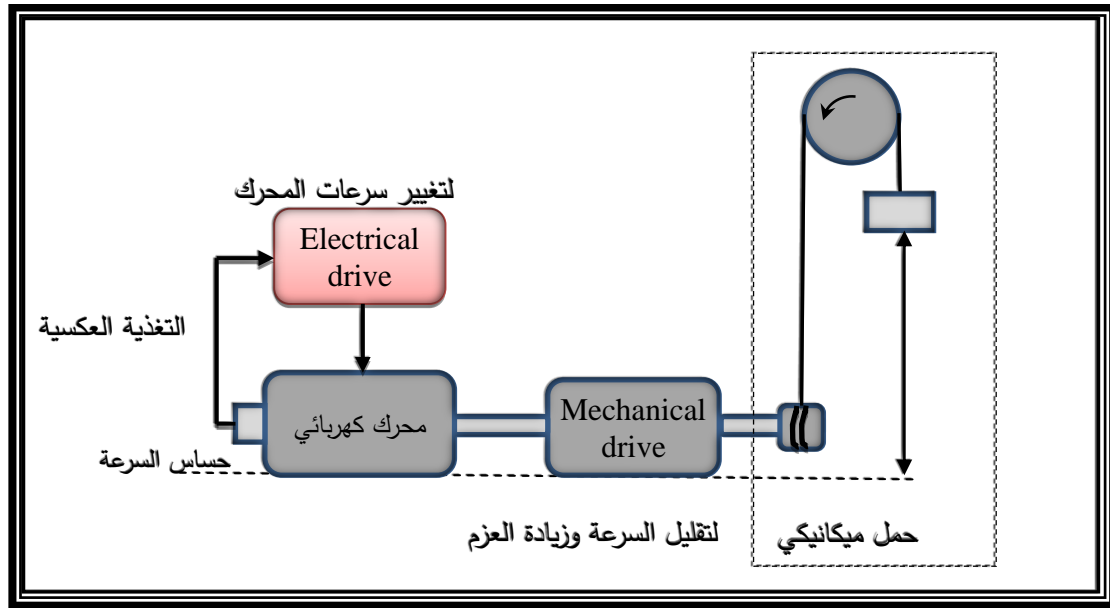 لتغيير سرعات المحرك
Electrical
drive
التغذية العكسية
محرك كهربائي
Mechanical
drive
حساس السرعة
لتقليل السرعة وزيادة العزم
حمل ميكانيكي